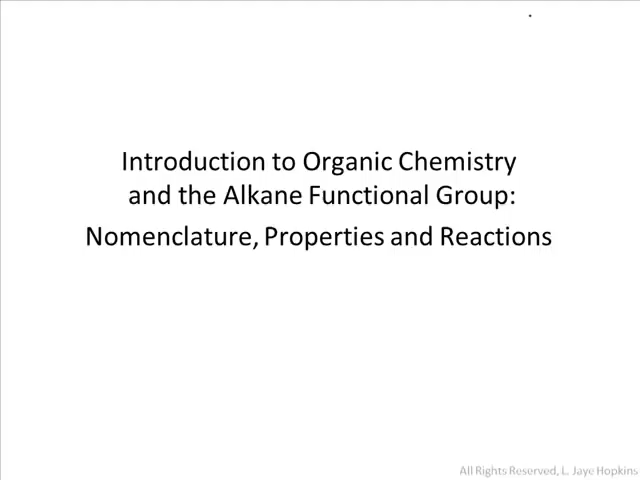 Introduction to Organic Chemistry
and the Alkane Functional Group:
Nomenclature, Properties and Reactions
All Rights Reserved, L. Jaye Hopkins